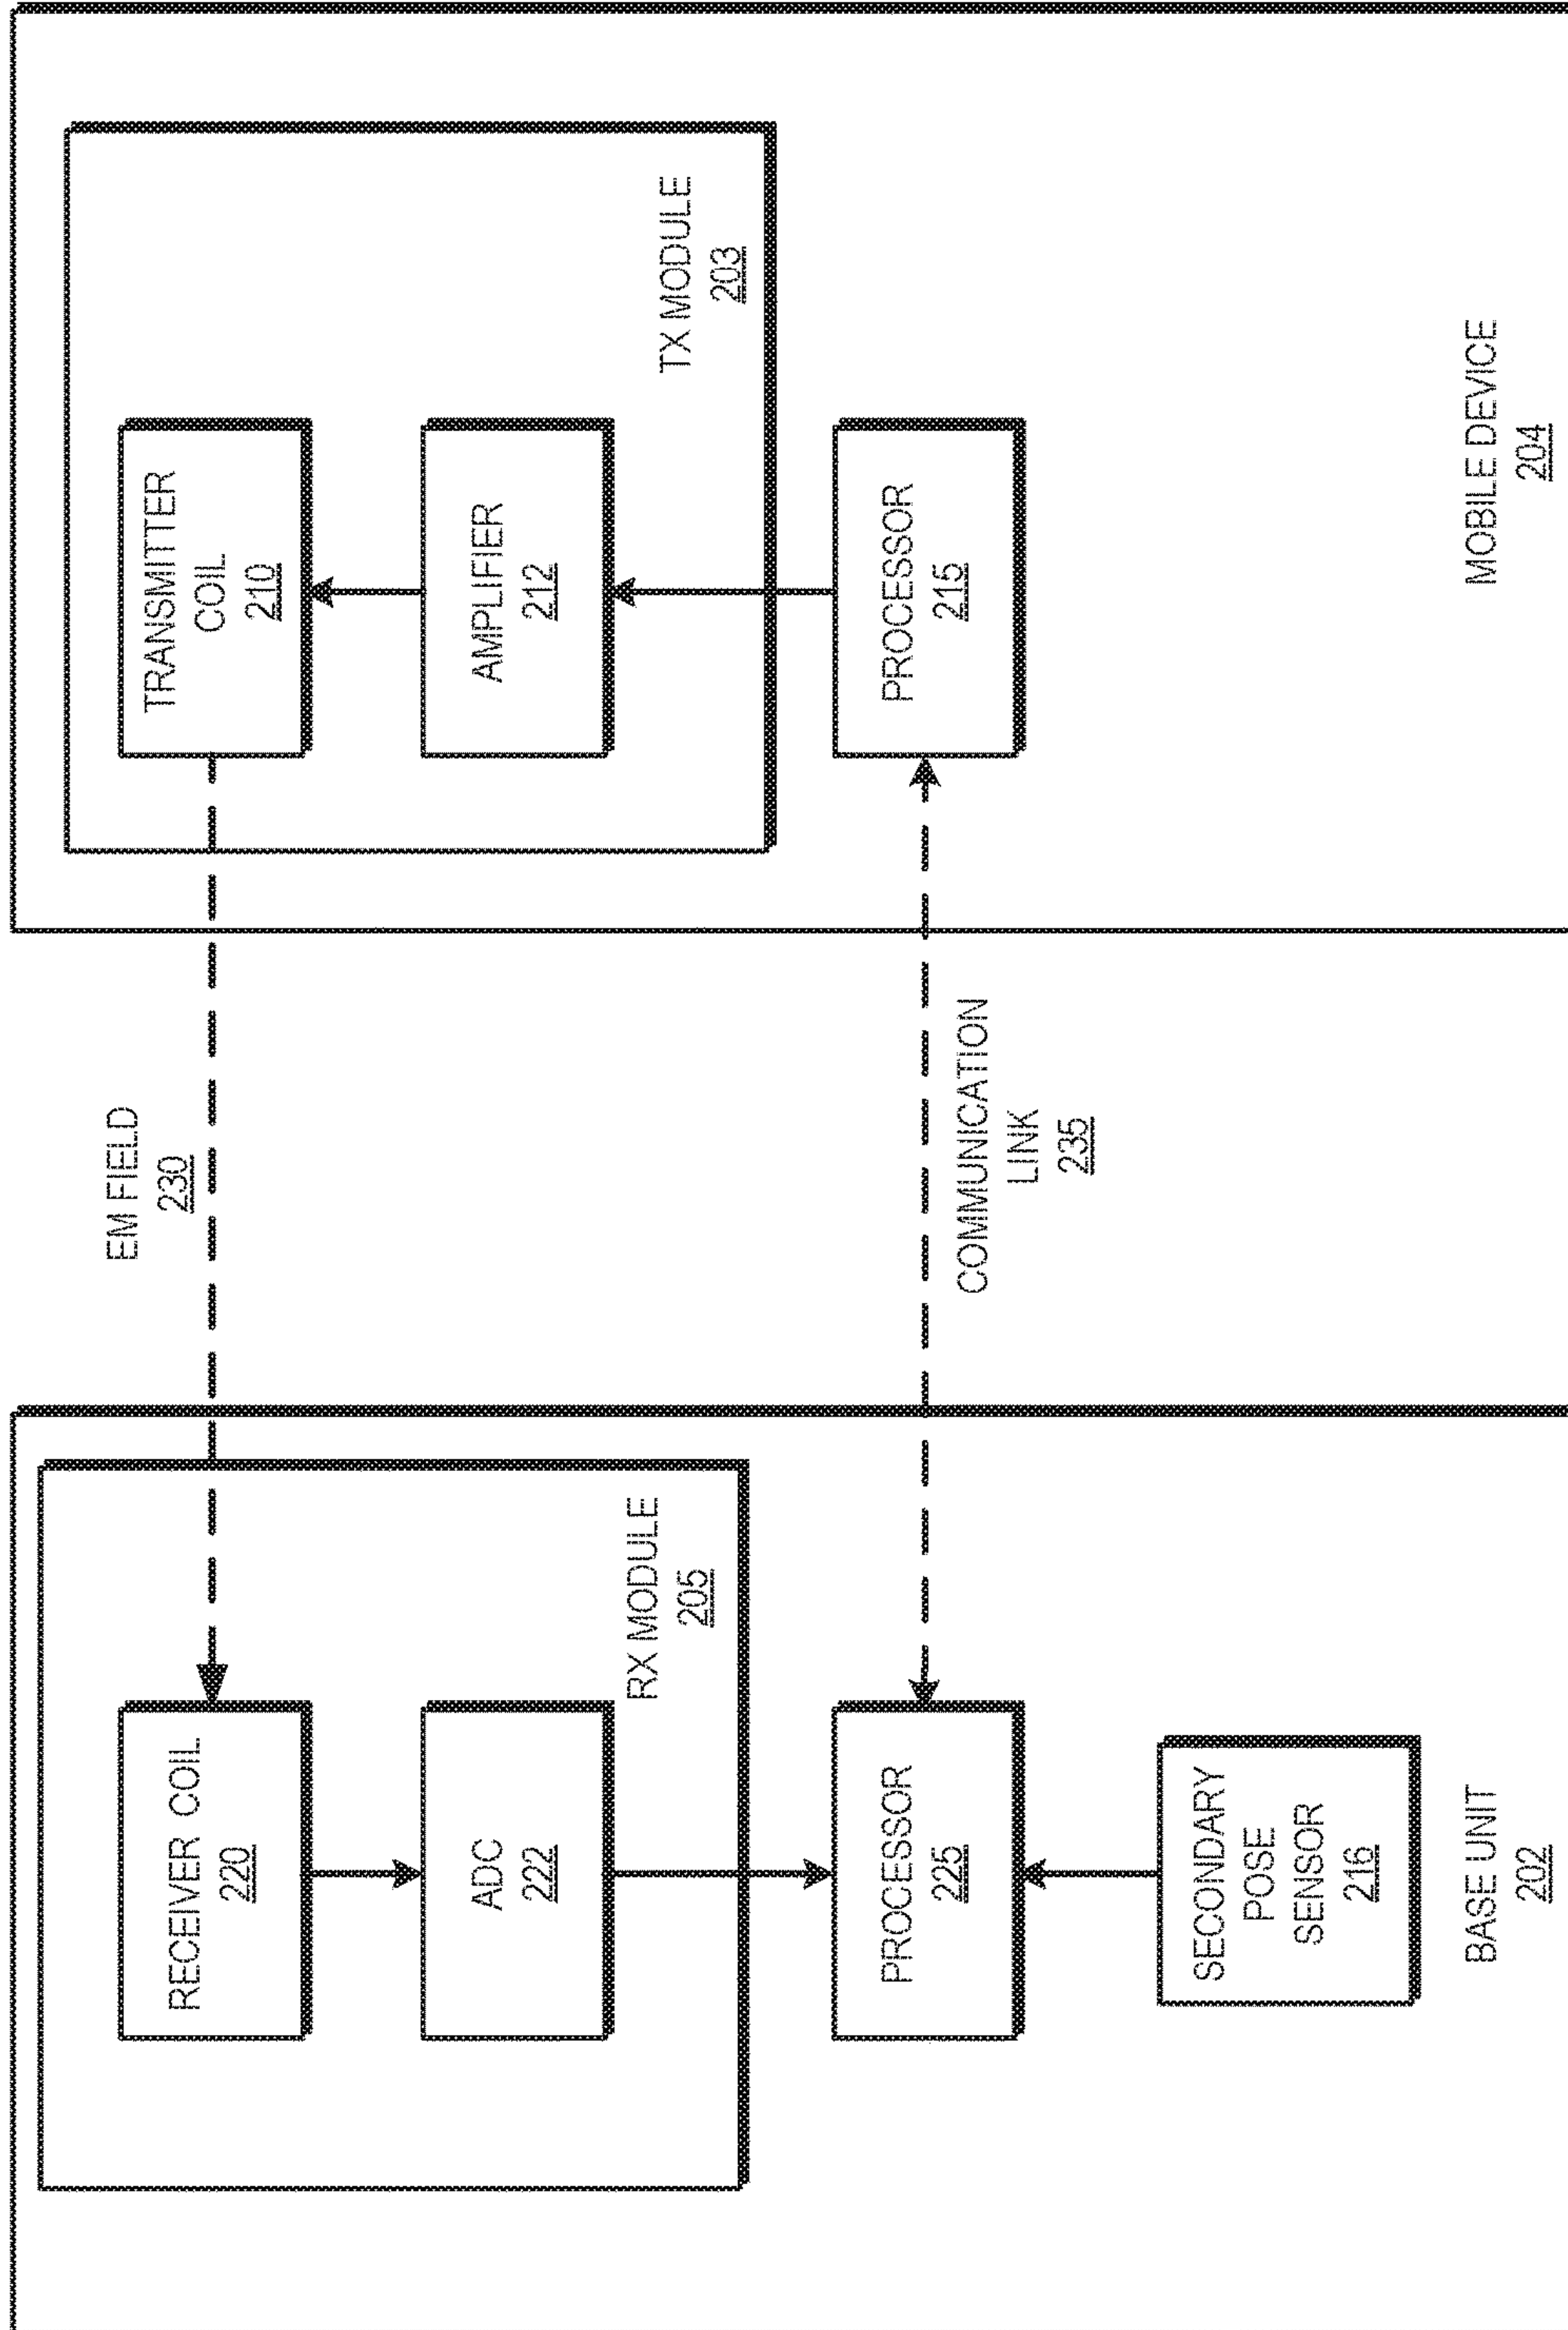 RECEIVER COIL
220
ADC
222
RX MODULE
205
PROCESSOR
225
SECONDARY
POSE
SENSOR
216
BASE UNIT
202
EM FIELD
230
COMMUNICATION
LINK
235
TRANSMITTER
COIL
210
AMPLIFIER
212
TX MODULE
203
PROCESSOR
215
MOBILE DEVICE
204